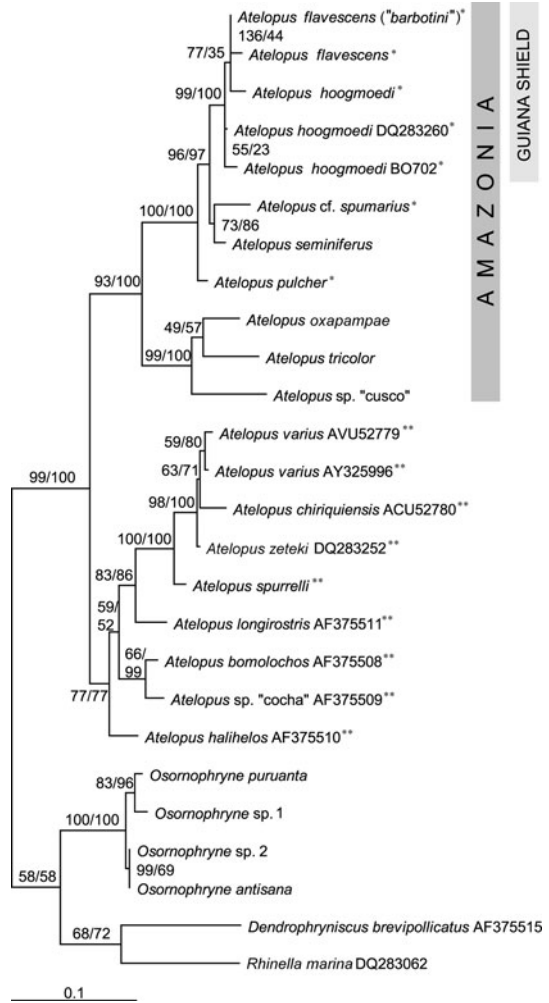 Atelopus flavescens ("barbotini")*
136/44
77/35
Atelopus flavescens*
99/100
Atelopus hoogmoedi*
Atelopus hoogmoedi DQ283260*
55/23
96/97
Atelopus hoogmoedi BO702*
Atelopus cf. spumarius*
100/100
73/86
Atelopus seminiferus
93/100
Atelopus pulcher*
49/57
Atelopus oxapampae
99/100
Atelopus tricolor
Atelopus sp. "cusco"
AMAZONIA
GUIANA SHIELD
59/80
Atelopus varius AVU52779**
63/71
Atelopus varius AY325996**
99/100
98/100
Atelopus chiriquiensis ACU52780**
100/100
Atelopus zeteki DQ283252**
83/86
Atelopus spurrelli**
59/
52
Atelopus longirostris AF375511**
66/
99
Atelopus bomolochos AF375508**
77/77
Atelopus sp. "cocha" AF375509**
Atelopus halihelos AF375510**
83/96
Osornophryne puruanta
100/100
Osornophryne sp. 1
Osornophryne sp. 2
99/69
58/58
Osornophryne antisana
68/72
Dendrophryniscus brevipollicatus AF375515
Rhinella marina DQ283062
0.1